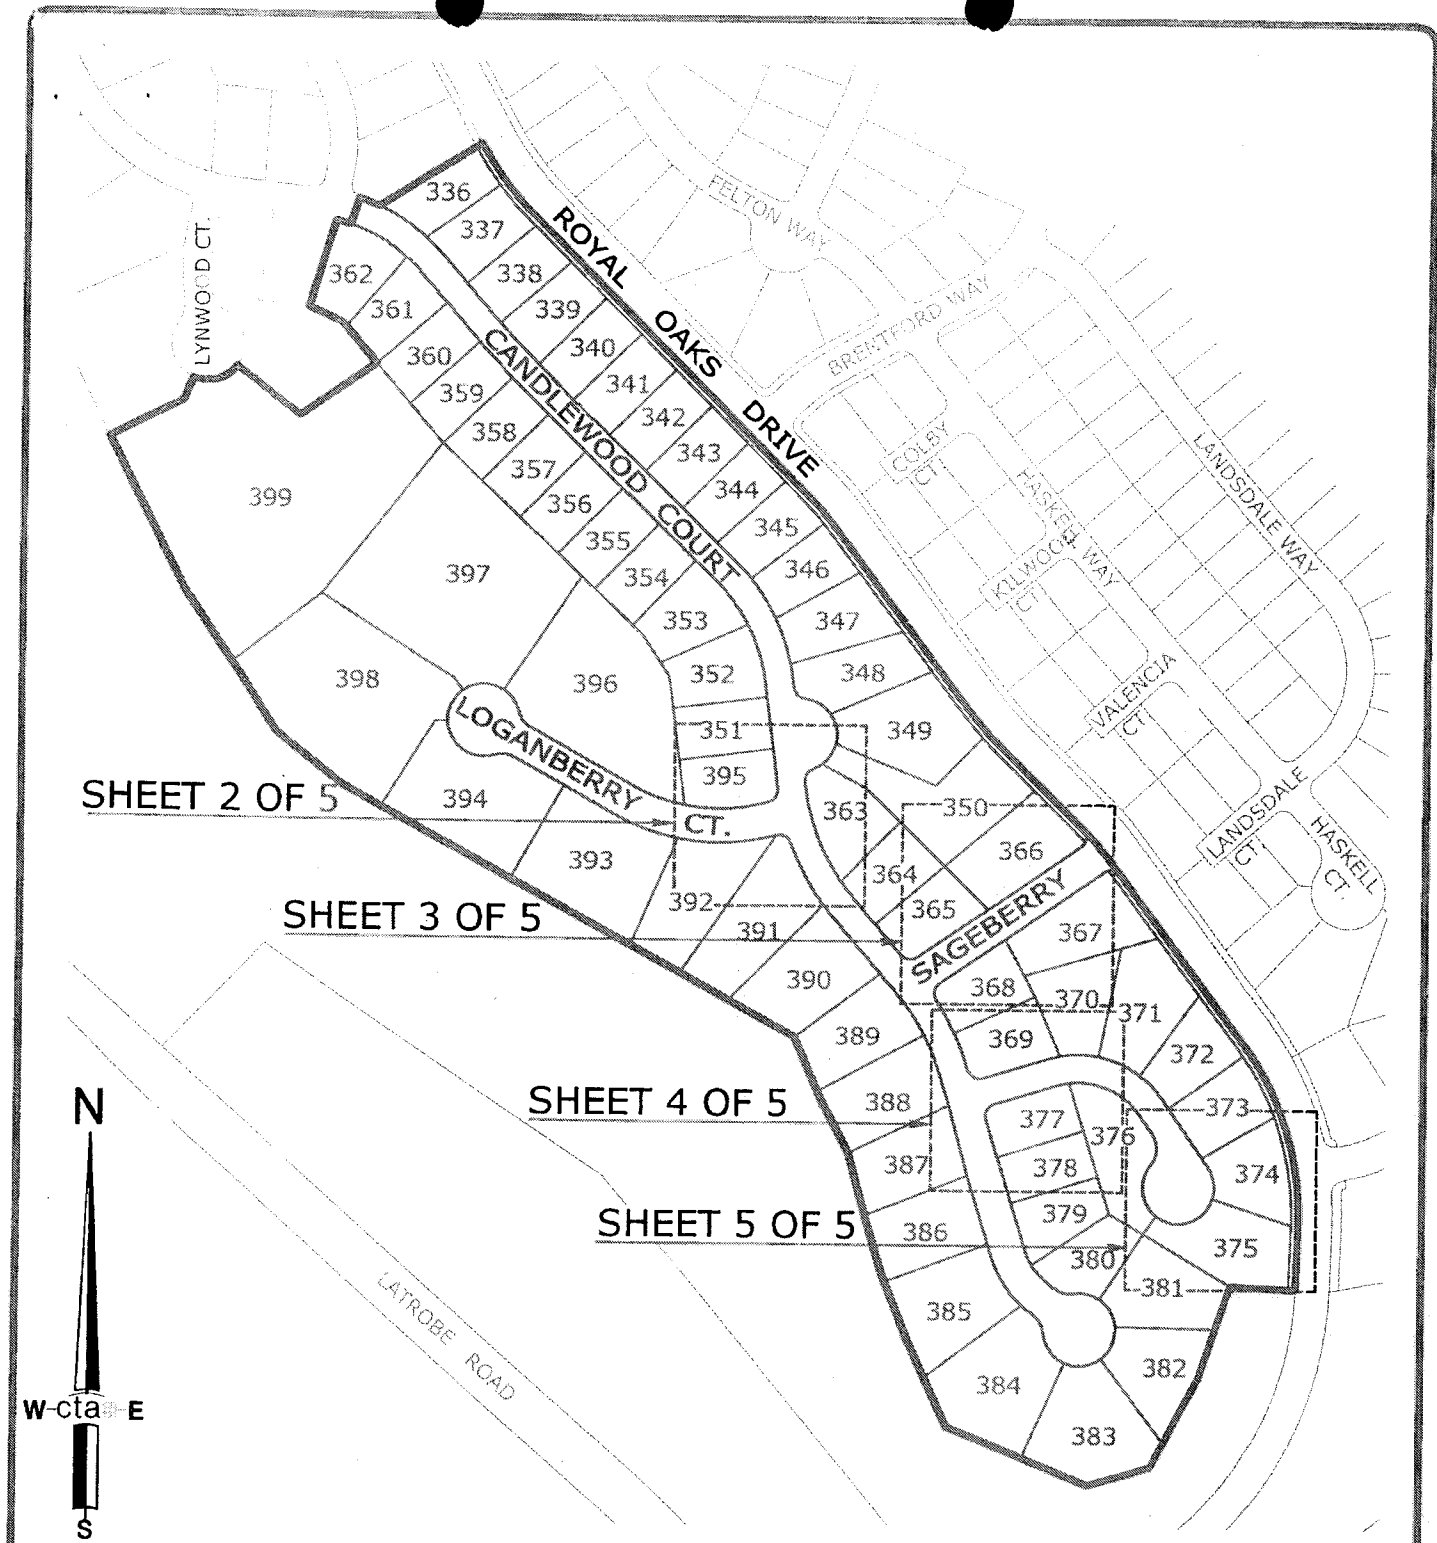 336
FELTON WAY
ROYAL OAKS DRIVE
337
LYNWOOD CT.
362
338
361
339
BRENTFORD WAY
CANDLEWOOD COURT
340
360
341
359
342
358
343
COLBY
CT.
LANDSDALE WAY
357
344
HASKELL WAY
399
356
345
355
346
KILWOOD
CT
397
354
353
347
352
348
398
396
VALENCIA
CT.
351
349
LOGANBERRY
CT.
395
SHEET 2 OF 5
394
363
350
LANDSDALE
CT.
HASKELL
CT.
393
366
364
392
365
SHEET 3 OF 5
391
SAGEBERRY
367
390
368
370
371
389
369
372
N
SHEET 4 OF 5
388
377
373
376
387
378
374
SHEET 5 OF 5
379
386
375
380
381
LATROBE ROAD
385
382
384
W-cta E
383
S